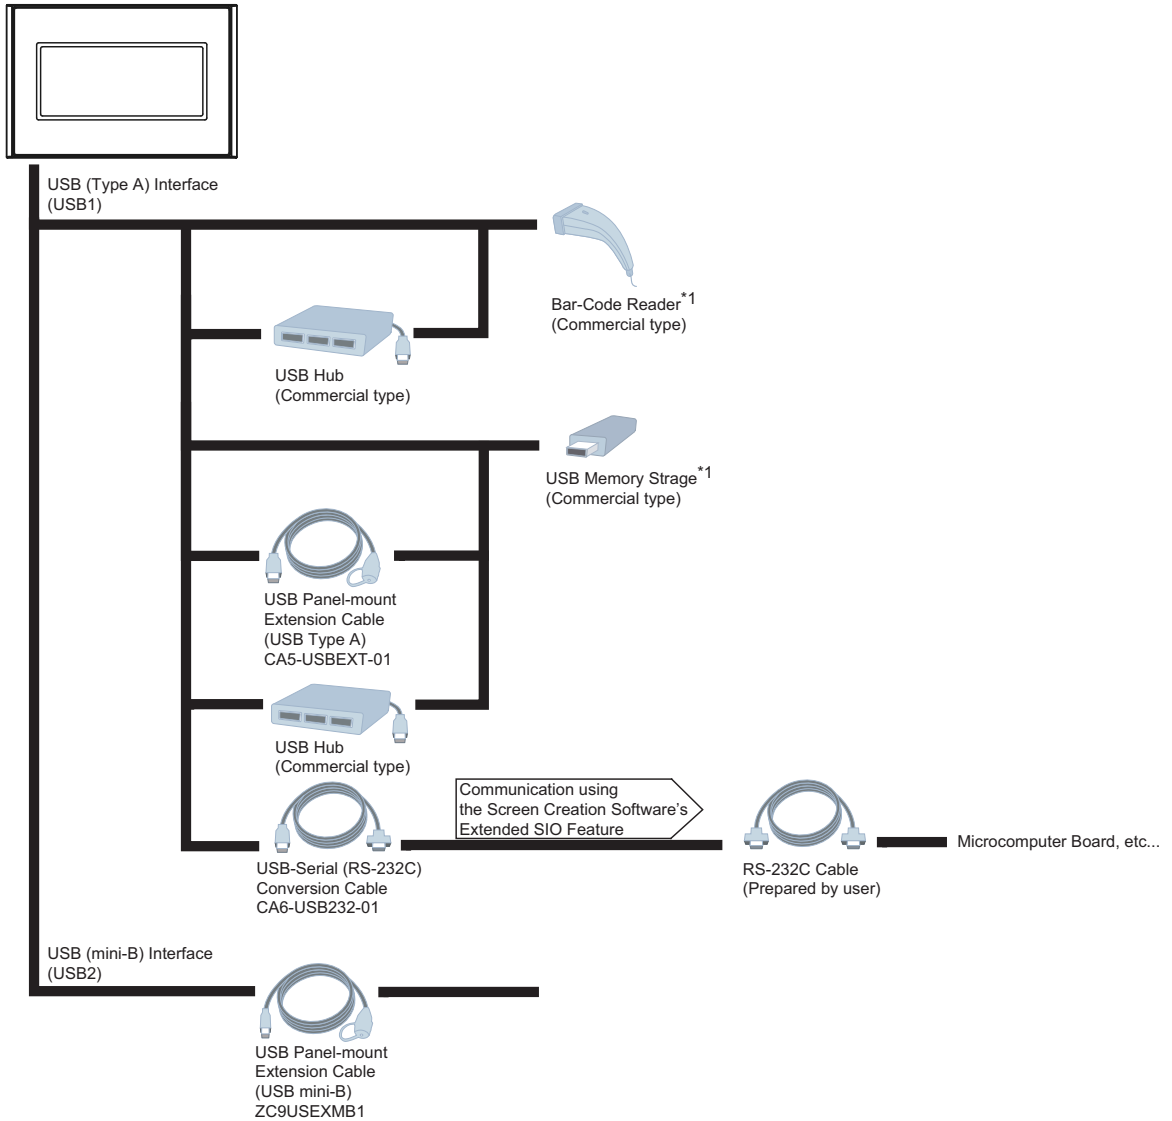 USB (Type A) Interface
(USB1)
Bar-Code Reader*1
(Commercial type)
USB Hub
(Commercial type)
USB Memory Strage*1
(Commercial type)
USB Panel-mount
Extension Cable
(USB Type A)
CA5-USBEXT-01
USB Hub
(Commercial type)
Communication using
the Screen Creation Software's
Extended SIO Feature
USB-Serial (RS-232C)
Conversion Cable
CA6-USB232-01
RS-232C Cable
(Prepared by user)
Microcomputer Board, etc...
USB (mini-B) Interface
(USB2)
USB Panel-mount
Extension Cable
(USB mini-B)
ZC9USEXMB1